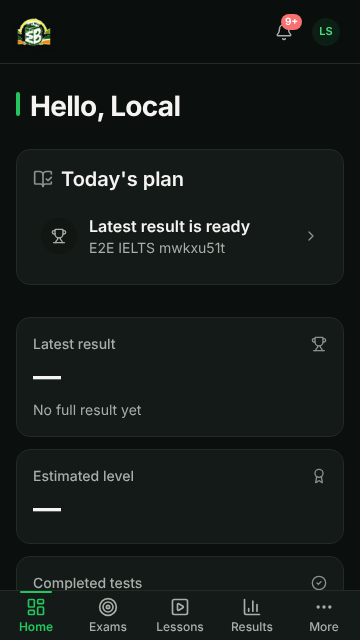 9+
LS
Hello, Local
Today's plan
Latest result is ready
E2E IELTS mwkxu51t
Latest result
—
No full result yet
Estimated level
—
Completed tests
Home
Exams
Lessons
Results
More